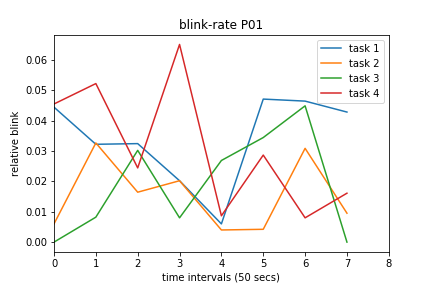 blink-rate P01
task 1
task 2
task 3
task 4
relative blink
0.06
0.05
0.04
0.03
0.02
0.01
0.00
0 1 2 3 4 5 6 7 8
time intervals (50 secs)